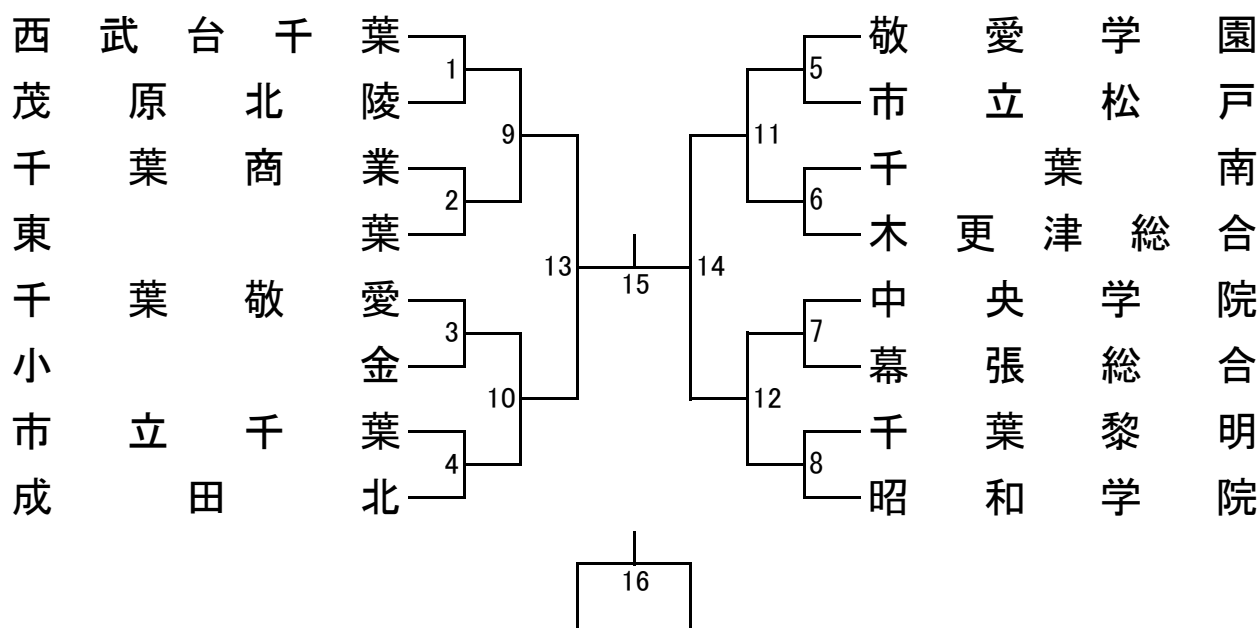 西武台千葉
1
茂原北陵
9
千葉商業
2
東葉
13
千葉敬愛
3
小金
10
市立千葉
4
成田北
15
敬愛学園
5
市立松戸
11
千葉南
6
木更津総合
14
中央学院
7
幕張総合
12
千葉黎明
8
昭和学院
16